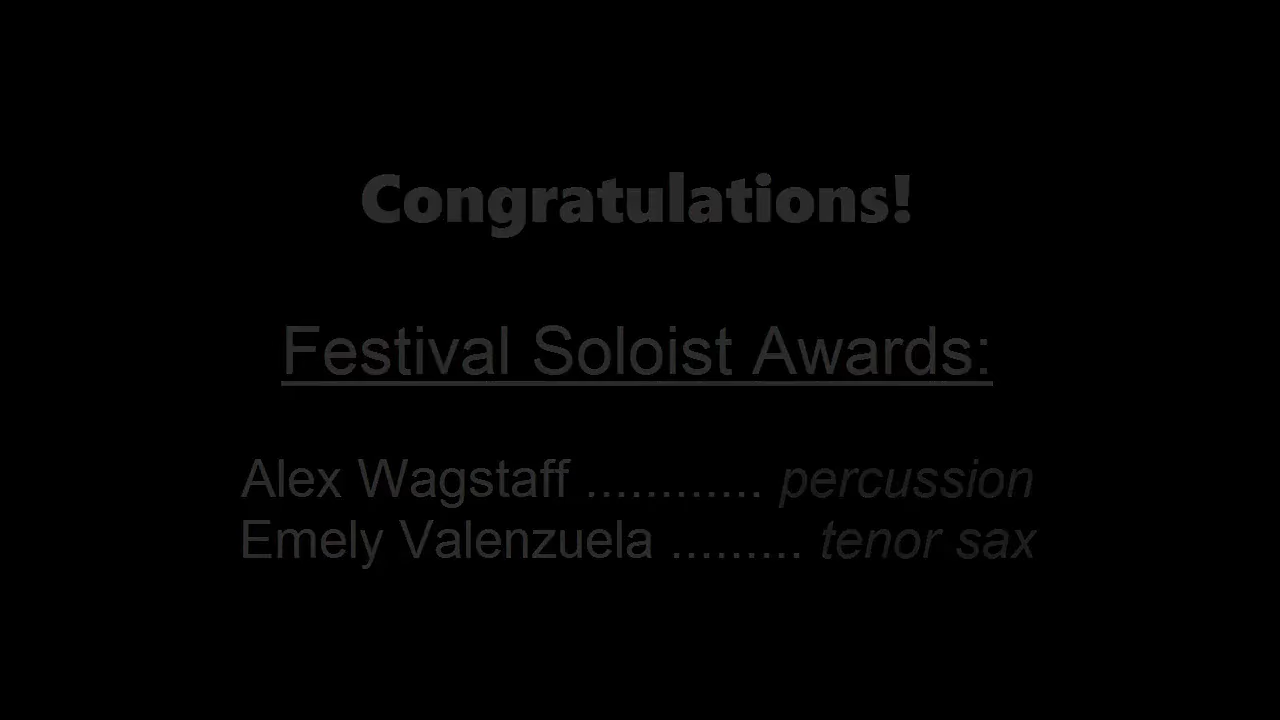 Congratulations!
Festival Soloist Awards:
Alex Wagstaff ............ percussion
Emely Valenzuela ......... tenor sax